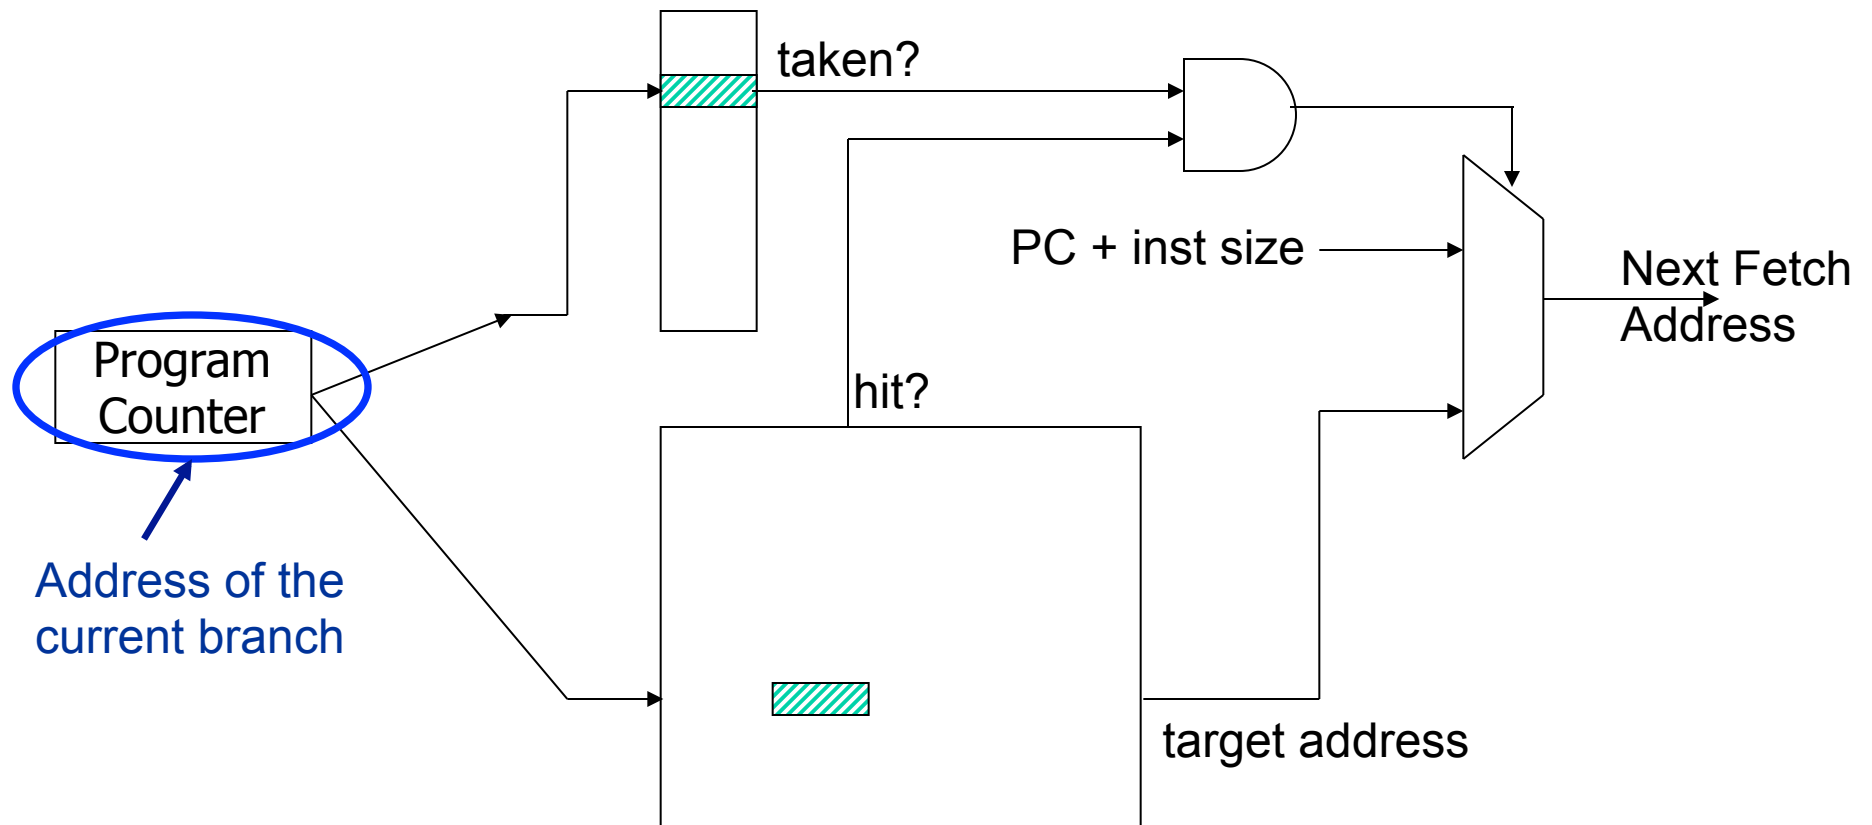 taken?
PC + inst size
Next Fetch
Address
Program
Counter
hit?
Address of the
current branch
target address